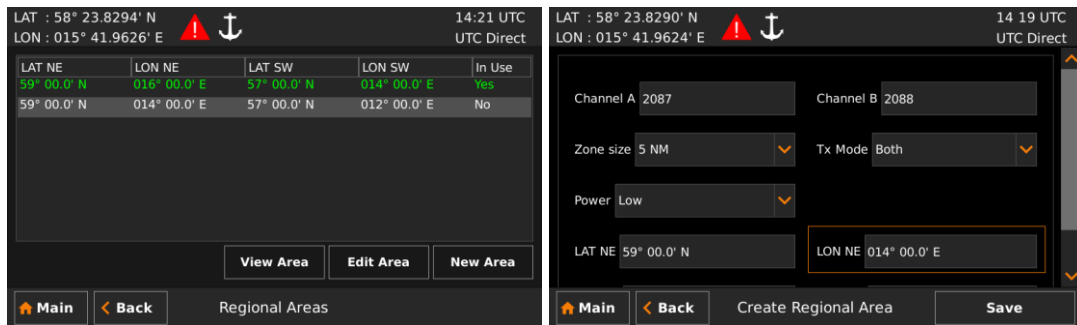 LAT : 58° 23.8294' N
LON : 015° 41.9626' E
14:21 UTC
UTC Direct
LAT NE LON NE LAT SW LON SW In Use
59° 00.0' N 016° 00.0' E 57° 00.0' N 014° 00.0' E Yes
59° 00.0' N 014° 00.0' E 57° 00.0' N 012° 00.0' E No
View Area Edit Area New Area
Main Back Regional Areas
LAT : 58° 23.8290' N
LON : 015° 41.9624' E
14 19 UTC
UTC Direct
Channel A 2087 Channel B 2088
Zone size 5 NM Tx Mode Both
Power Low
LAT NE 59° 00.0' N LON NE 014° 00.0' E
Main Back Create Regional Area Save